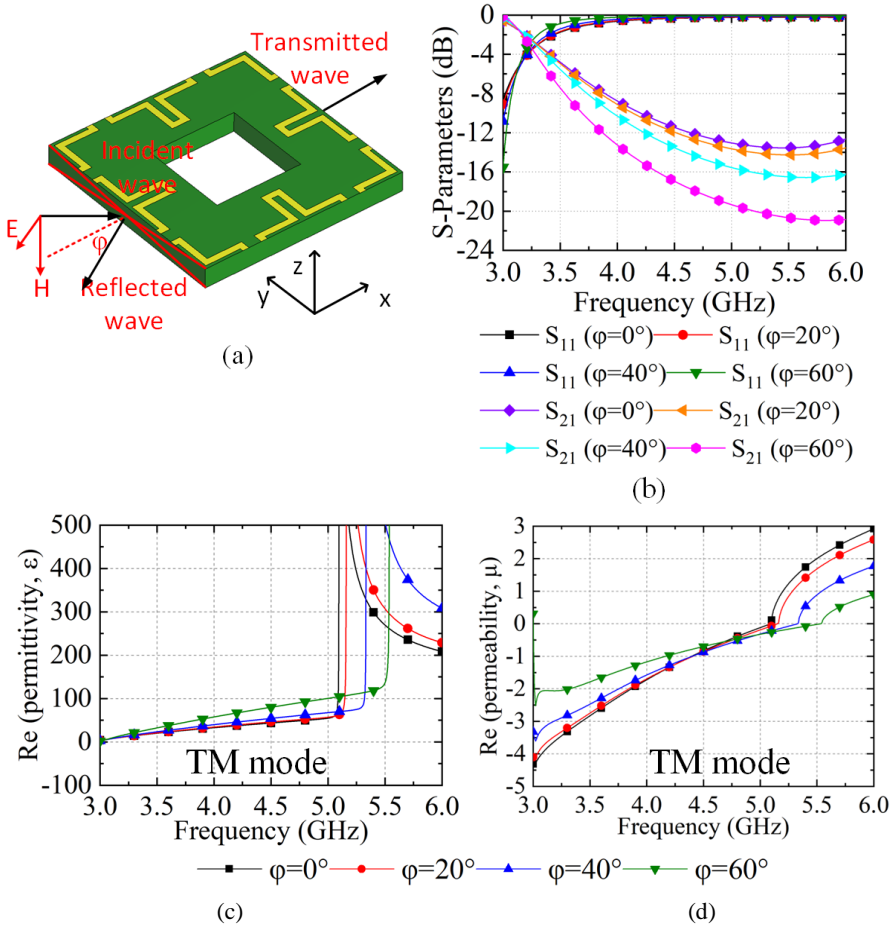 Transmitted
wave
Incident
wave
E
H
φ
Reflected
wave
z
y
x
(a)
S-Parameters (dB)
0
-4
-8
-12
-16
-20
-24
3.0 3.5 4.0 4.5 5.0 5.5 6.0
Frequency (GHz)
S11 (φ=0°) S11 (φ=20°)
S11 (φ=40°) S11 (φ=60°)
S21 (φ=0°) S21 (φ=20°)
S21 (φ=40°) S21 (φ=60°)
(b)
Re (permittivity, ε)
500
400
300
200
100
0
-100
TM mode
3.0 3.5 4.0 4.5 5.0 5.5 6.0
Frequency (GHz)
Re (permeability, μ)
3
2
1
0
-1
-2
-3
-4
-5
TM mode
3.0 3.5 4.0 4.5 5.0 5.5 6.0
Frequency (GHz)
φ=0° φ=20° φ=40° φ=60°
(c) (d)